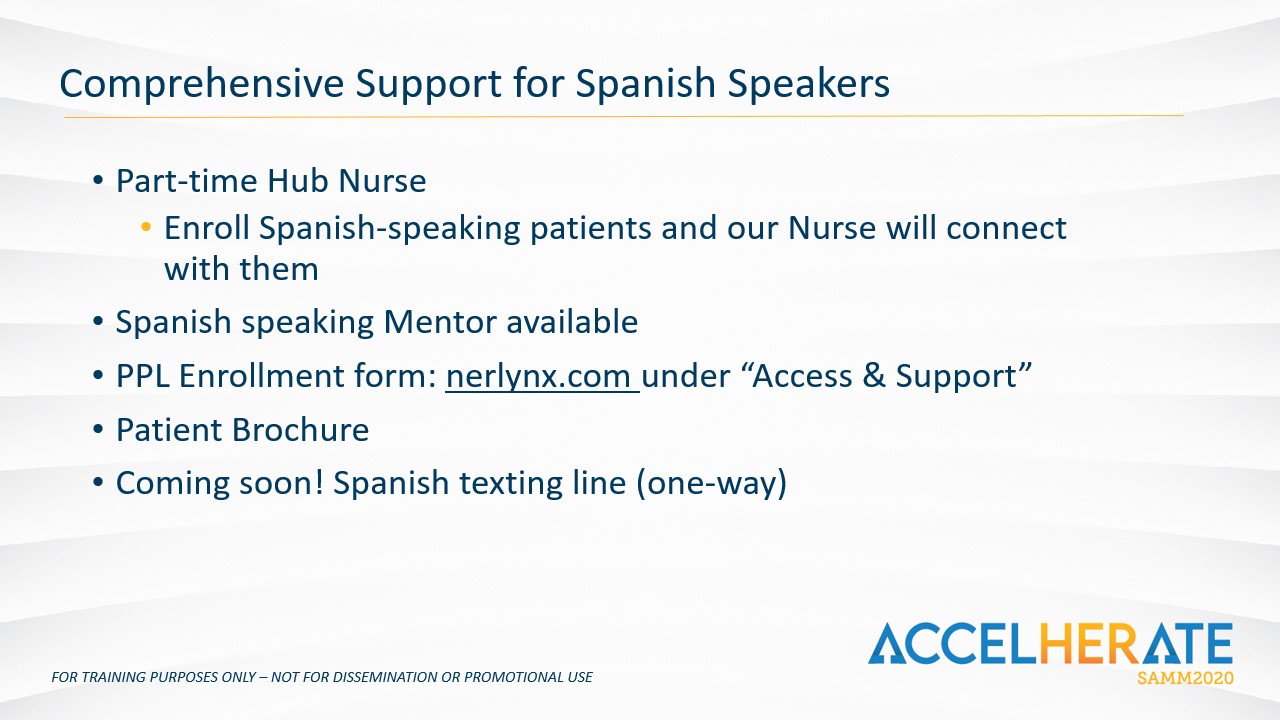 Comprehensive Support for Spanish Speakers
• Part-time Hub Nurse
• Enroll Spanish-speaking patients and our Nurse will connect
with them
• Spanish speaking Mentor available
• PPL Enrollment form: nerlynx.com under “Access & Support”
• Patient Brochure
• Coming soon! Spanish texting line (one-way)
ACCELHERATE
SAMM2020
FOR TRAINING PURPOSES ONLY – NOT FOR DISSEMINATION OR PROMOTIONAL USE